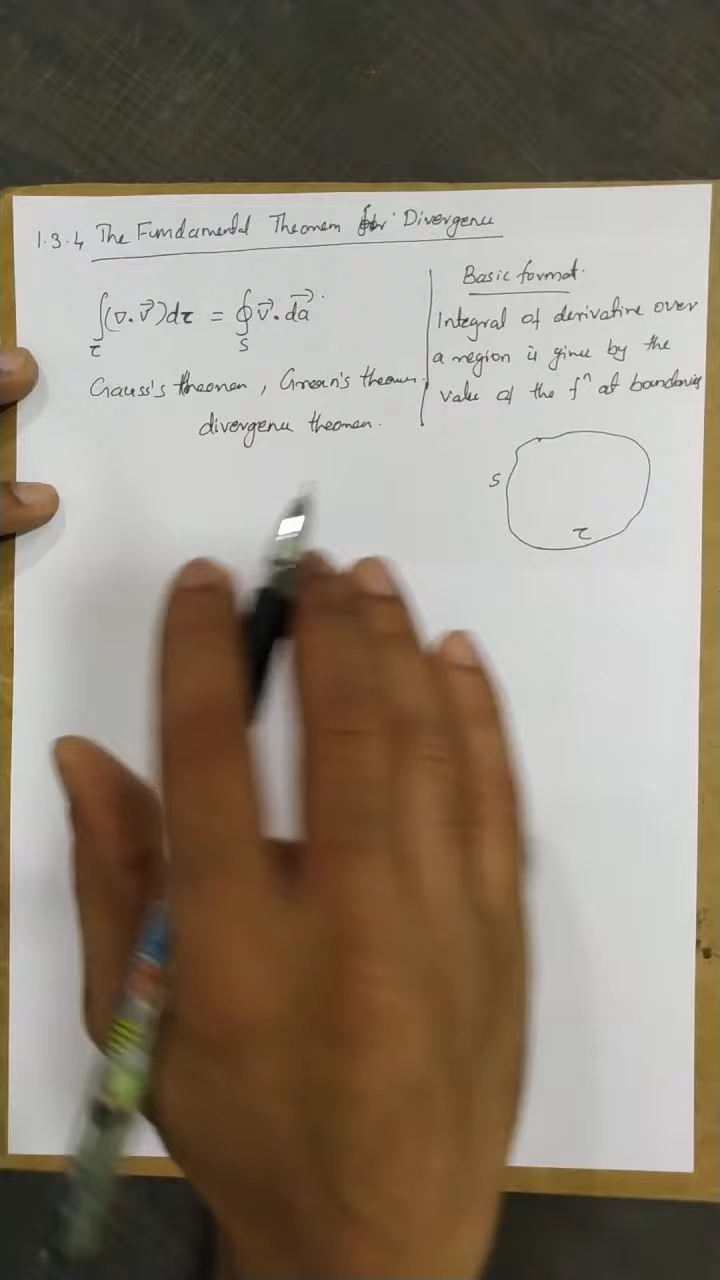 1.3.4 The Fundamental Theorem for Divergence
∫τ(∇.v⃗)dτ = ∮S v⃗.da⃗
Gauss's theorem, Green's theorem,
divergence theorem.
Basic format.
Integral of derivative over
a region is given by the
value of the fⁿ at boundaries
S
τ